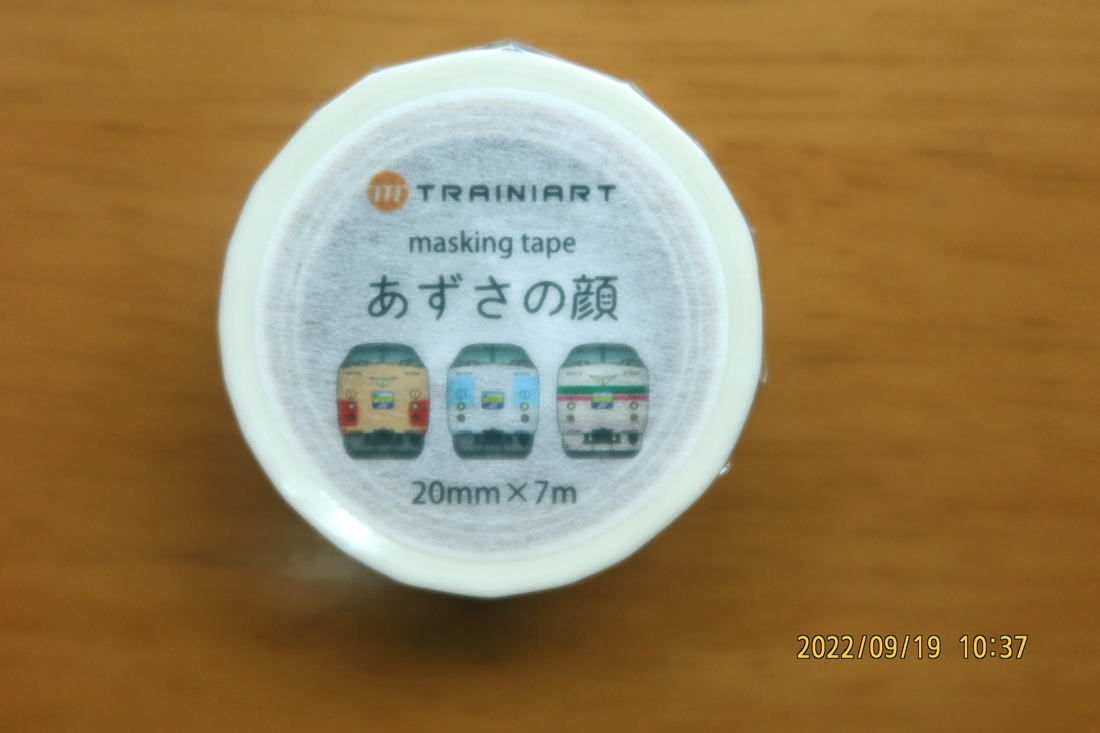 TRAINIART
masking tape
あずさの顔
20mm×7m
2022/09/19 10:37